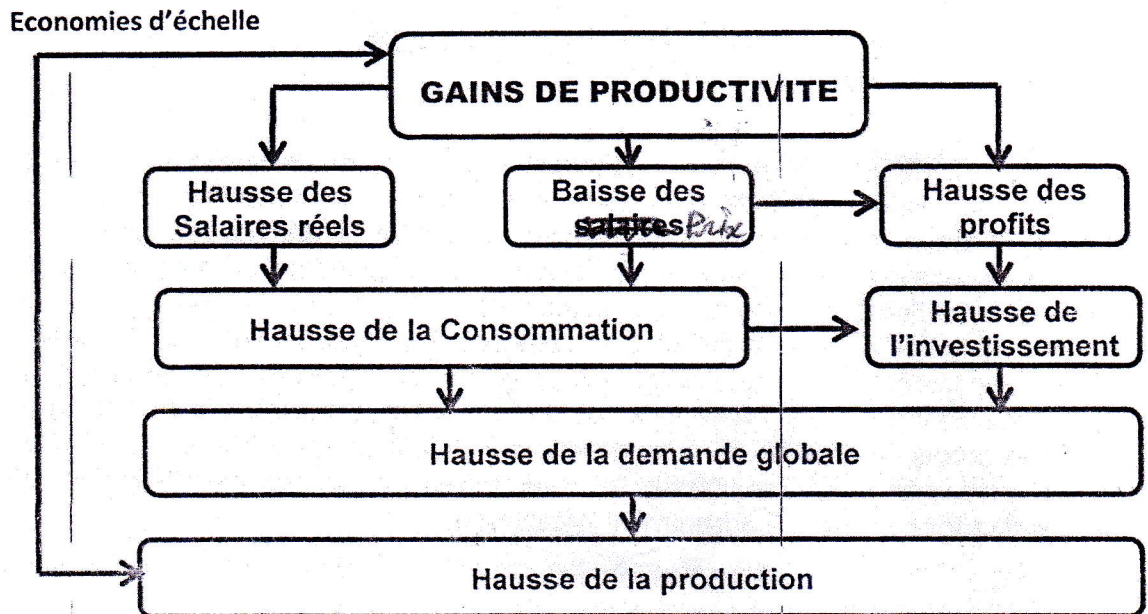 Economies d'échelle
GAINS DE PRODUCTIVITE
Hausse des
Salaires réels
Baisse des
salaires Prix
Hausse des
profits
Hausse de la Consommation
Hausse de
l'investissement
Hausse de la demande globale
Hausse de la production